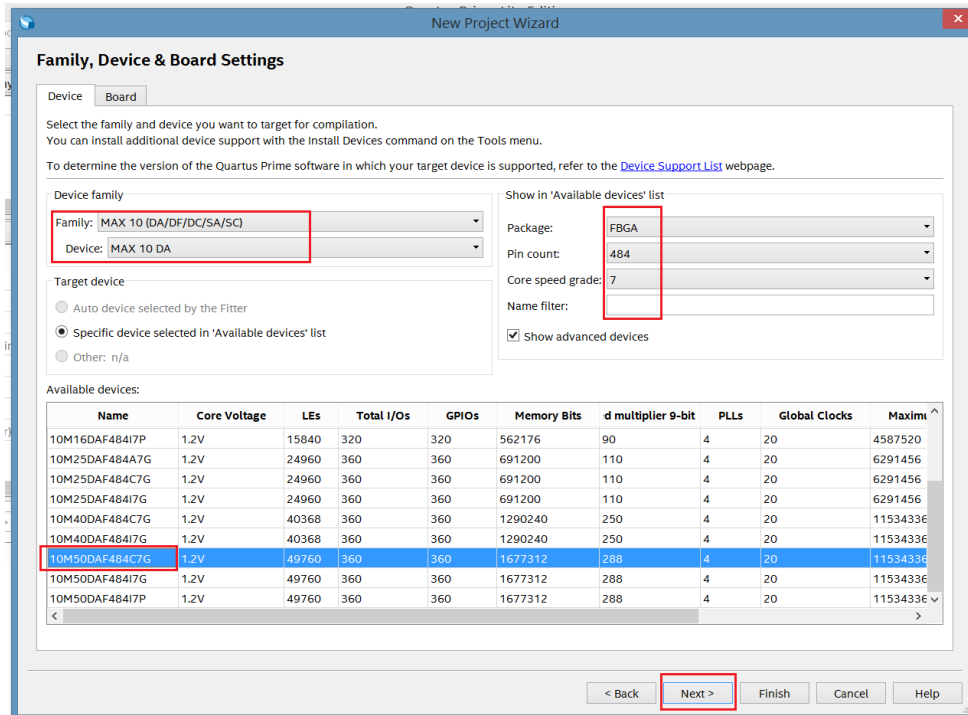 New Project Wizard
Family, Device & Board Settings
Device Board
Select the family and device you want to target for compilation.
You can install additional device support with the Install Devices command on the Tools menu.
To determine the version of the Quartus Prime software in which your target device is supported, refer to the Device Support List webpage.
Device family
Family: MAX 10 (DA/DF/DC/SA/SC)
Device: MAX 10 DA
Target device
Auto device selected by the Fitter
Specific device selected in 'Available devices' list
Other: n/a
Show in 'Available devices' list
Package: FBGA
Pin count: 484
Core speed grade: 7
Name filter:
Show advanced devices
Available devices:
Name Core Voltage LEs Total I/Os GPIOs Memory Bits d multiplier 9-bit PLLs Global Clocks Maximu
10M16DAF484I7P 1.2V 15840 320 320 562176 90 4 20 4587520
10M25DAF484A7G 1.2V 24960 360 360 691200 110 4 20 6291456
10M25DAF484C7G 1.2V 24960 360 360 691200 110 4 20 6291456
10M25DAF484I7G 1.2V 24960 360 360 691200 110 4 20 6291456
10M40DAF484C7G 1.2V 40368 360 360 1290240 250 4 20 11534336
10M40DAF484I7G 1.2V 40368 360 360 1290240 250 4 20 11534336
10M50DAF484C7G 1.2V 49760 360 360 1677312 288 4 20 11534336
10M50DAF484I7G 1.2V 49760 360 360 1677312 288 4 20 11534336
10M50DAF484I7P 1.2V 49760 360 360 1677312 288 4 20 11534336
< Back Next > Finish Cancel Help